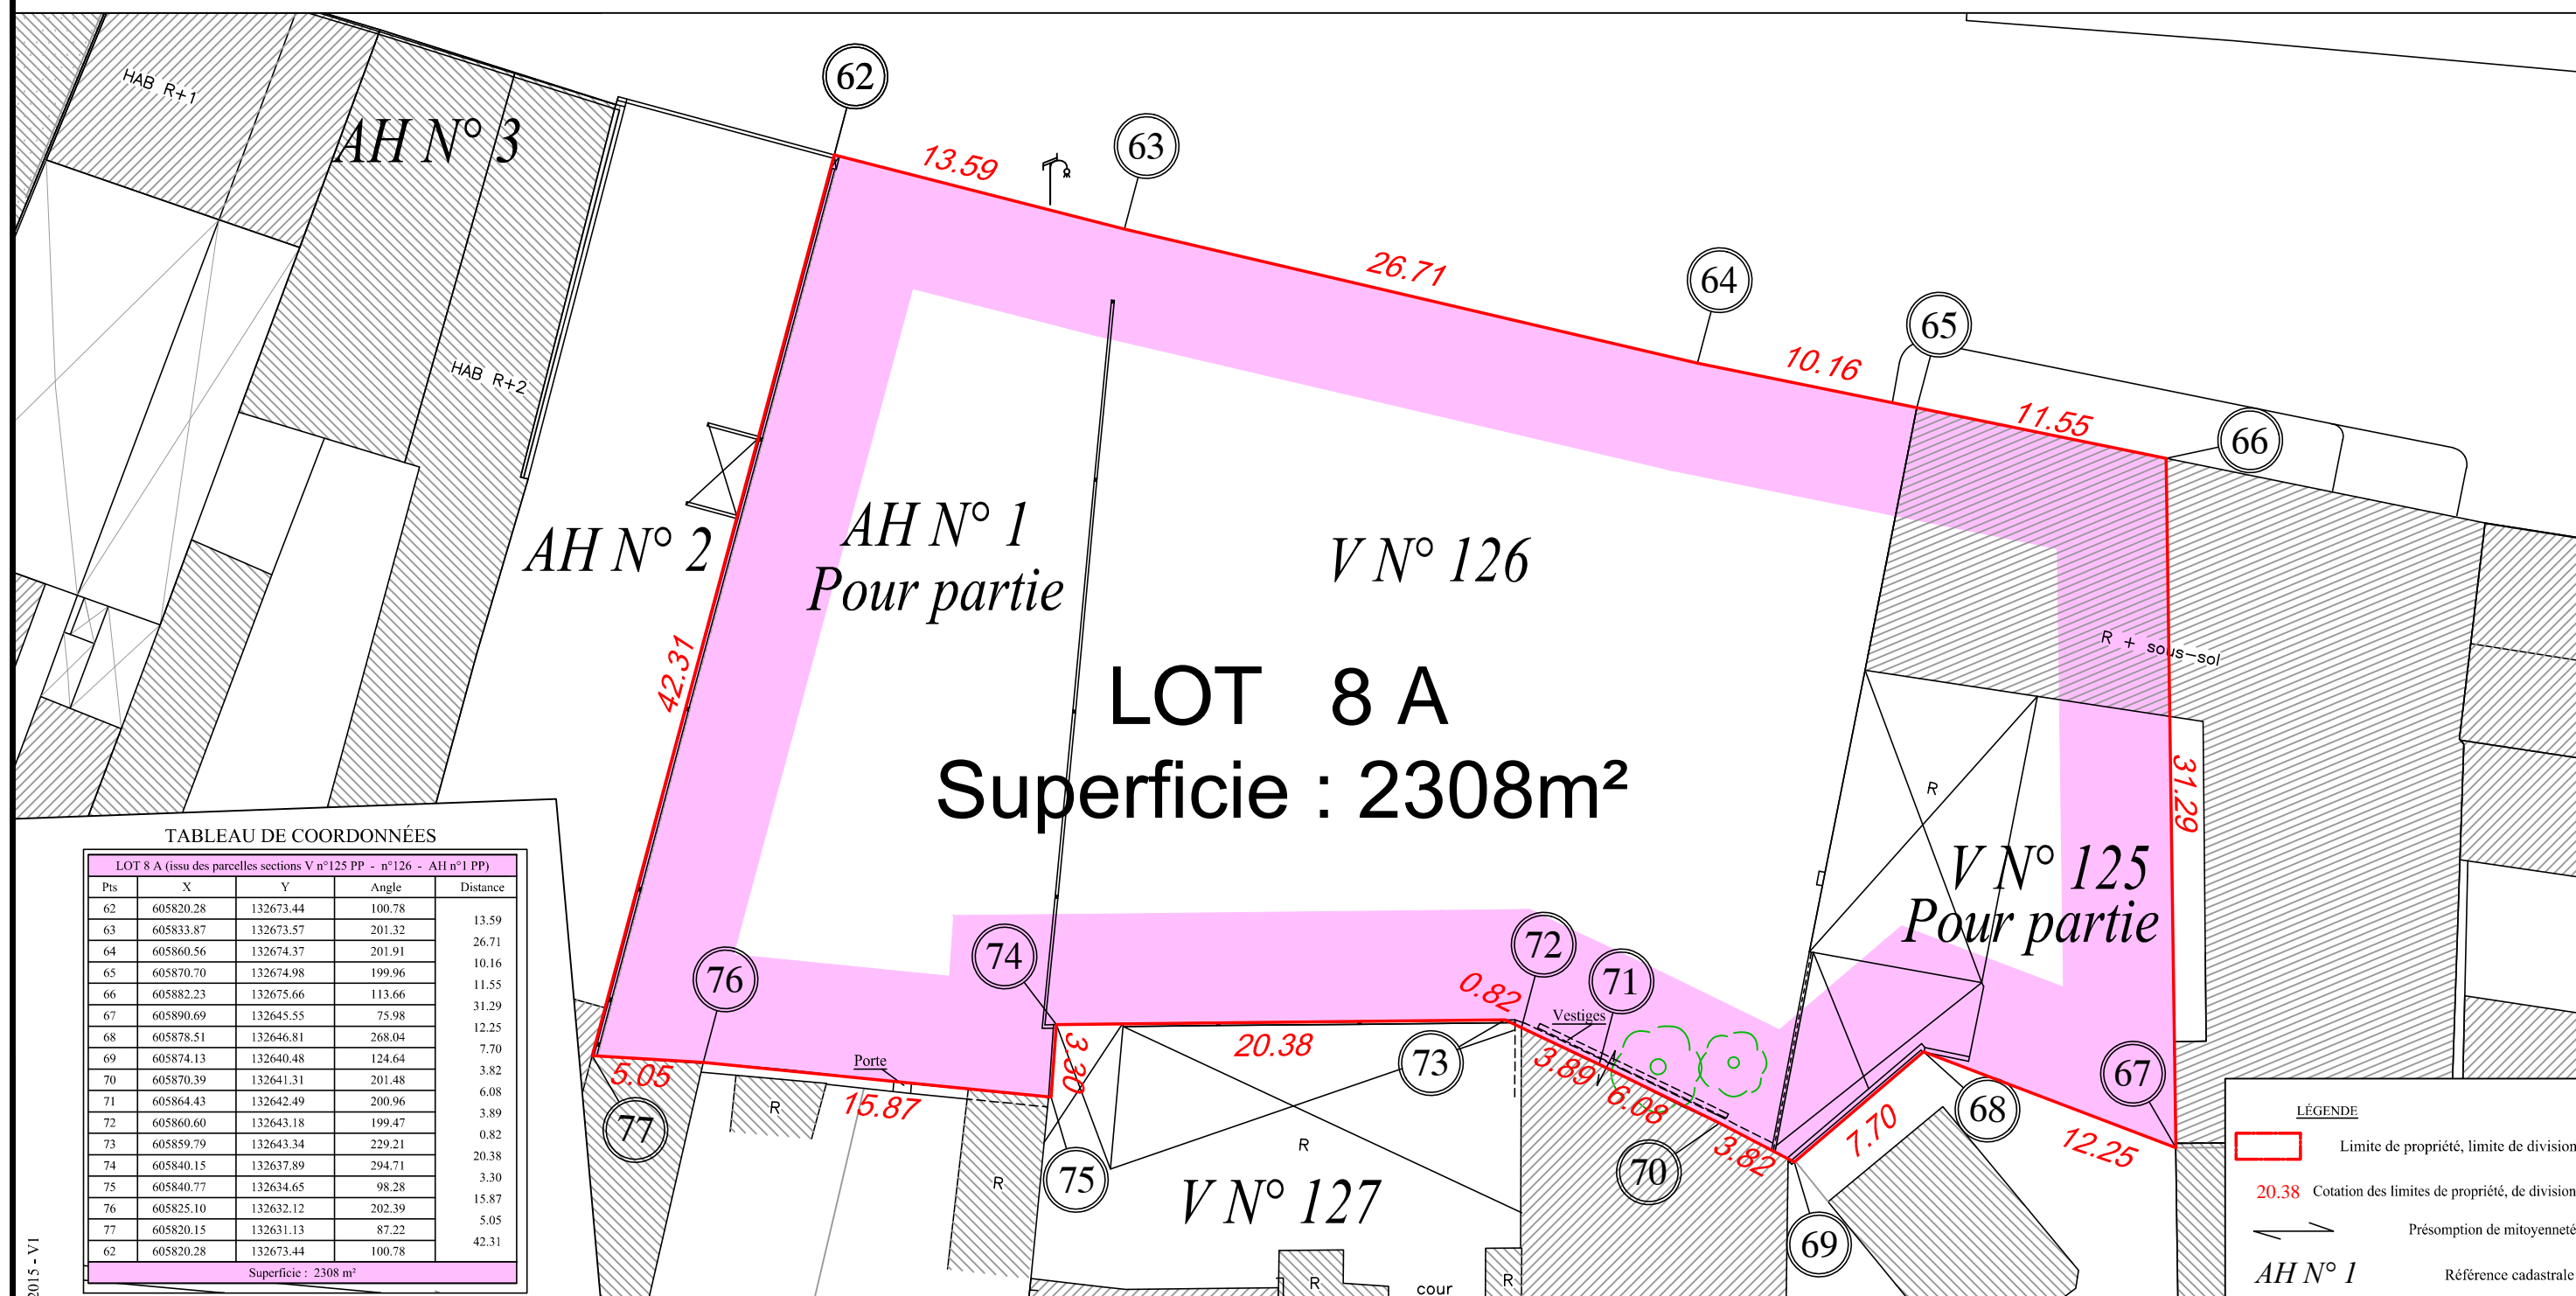 HAB R+1
AH N° 3
62
63
13.59
26.71
64
65
10.16
11.55
66
HAB R+2
AH N° 2
AH N° 1
Pour partie
V N° 126
R + sous-sol
42.31
LOT 8 A
Superficie : 2308m²
31.29
R
V N° 125
Pour partie
TABLEAU DE COORDONNÉES
LOT 8 A (issu des parcelles sections V n°125 PP - n°126 - AH n°1 PP)
Pts X Y Angle Distance
62 605820.28 132673.44 100.78
13.59
63 605833.87 132673.57 201.32
26.71
64 605860.56 132674.37 201.91
10.16
65 605870.70 132674.98 199.96
11.55
66 605882.23 132675.66 113.66
31.29
67 605890.69 132645.55 75.98
12.25
68 605878.51 132646.81 268.04
7.70
69 605874.13 132640.48 124.64
3.82
70 605870.39 132641.31 201.48
6.08
71 605864.43 132642.49 200.96
3.89
72 605860.60 132643.18 199.47
0.82
73 605859.79 132643.34 229.21
20.38
74 605840.15 132637.89 294.71
3.30
75 605840.77 132634.65 98.28
15.87
76 605825.10 132632.12 202.39
5.05
77 605820.15 132631.13 87.22
42.31
62 605820.28 132673.44 100.78
Superficie : 2308 m²
2015 - V1
76
74
72
71
0.82
Vestiges
73
20.38
3.30
Porte
5.05
15.87
77
75
3.89
6.08
3.82
70
7.70
68
67
12.25
69
R
R
R
V N° 127
R
R
cour
LÉGENDE
Limite de propriété, limite de division
20.38 Cotation des limites de propriété, de division
Présomption de mitoyenneté
AH N° 1 Référence cadastrale